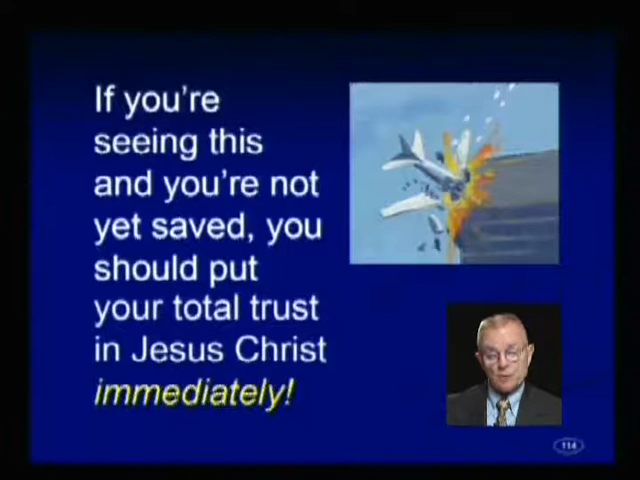 If you're
seeing this
and you're not
yet saved, you
should put
your total trust
in Jesus Christ
immediately!
114